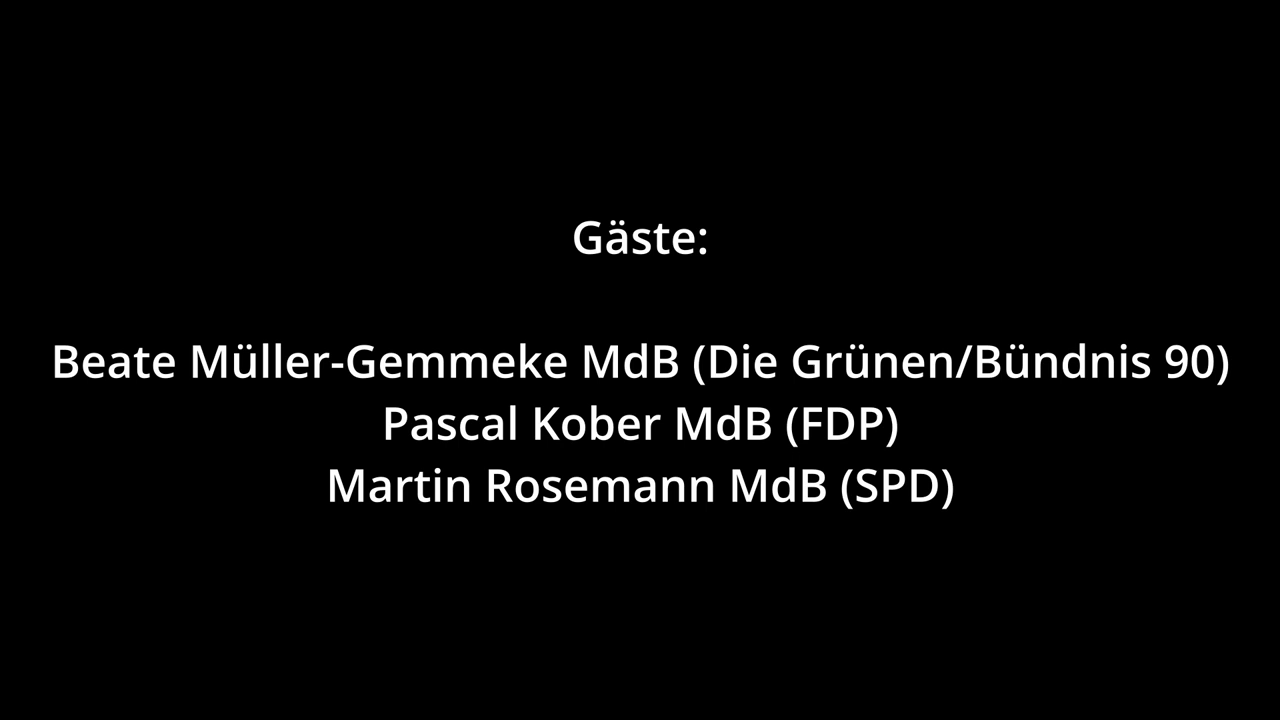 Gäste:
Beate Müller-Gemmeke MdB (Die Grünen/Bündnis 90)
Pascal Kober MdB (FDP)
Martin Rosemann MdB (SPD)